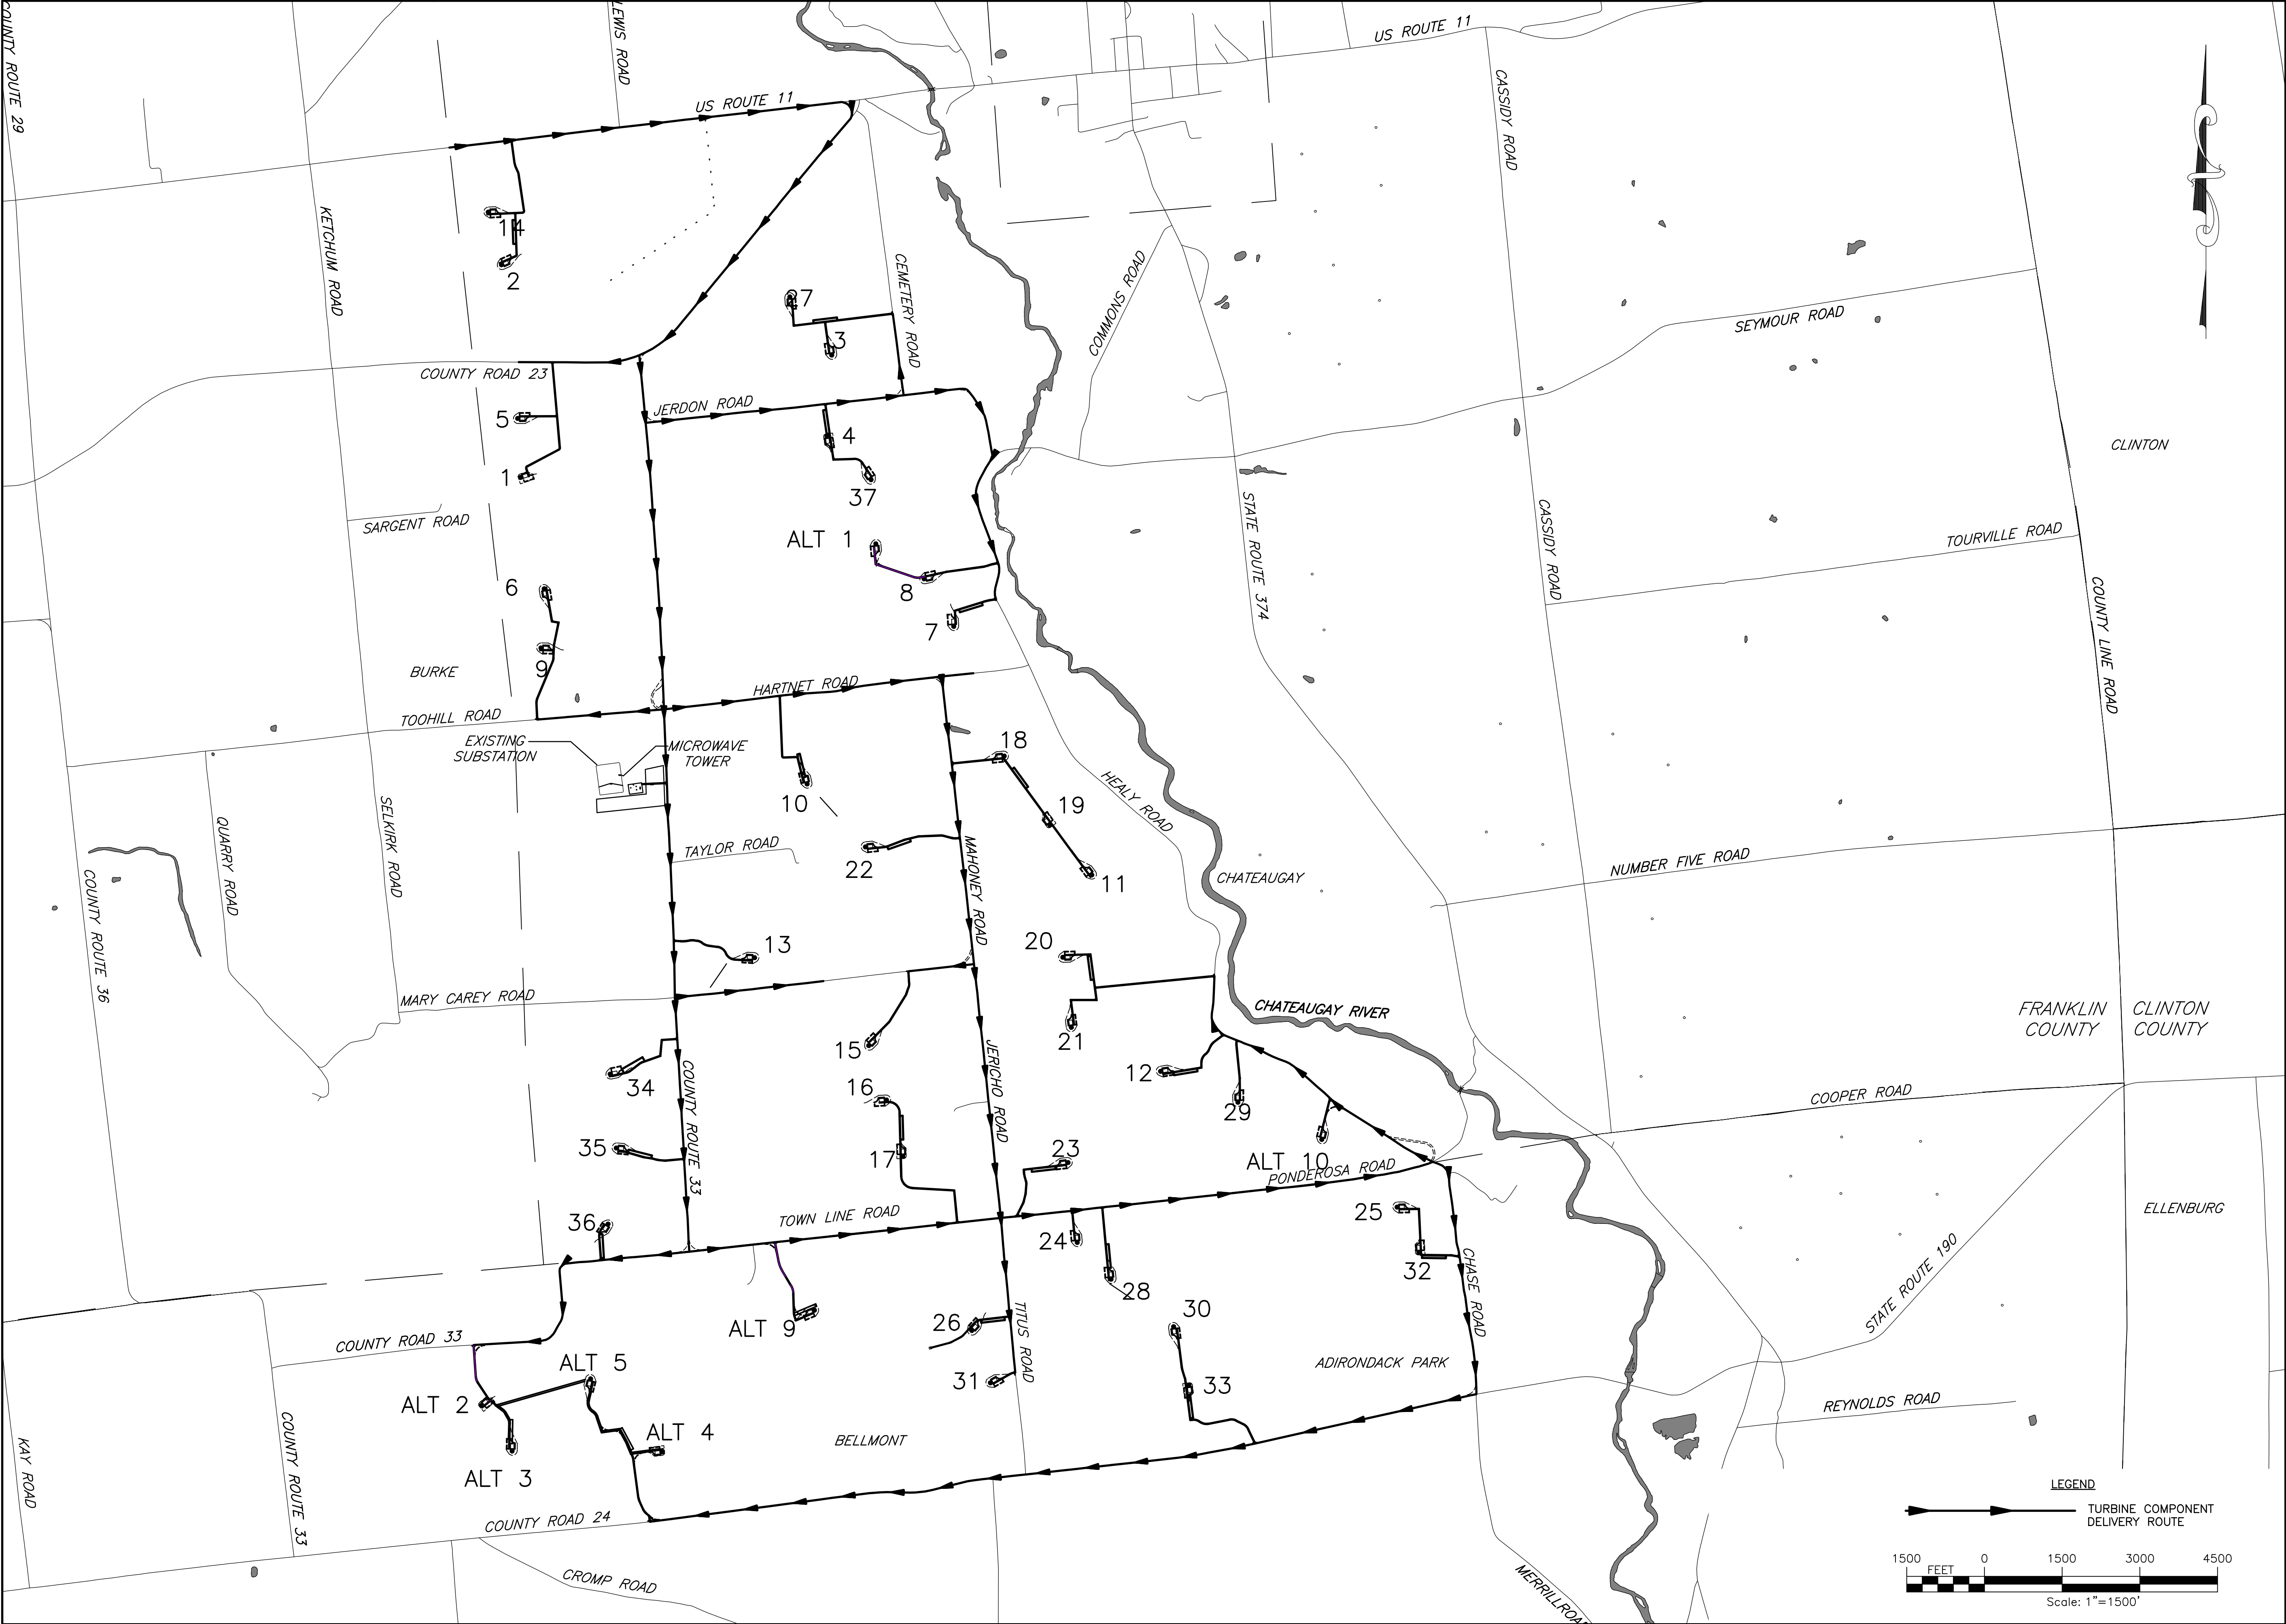 COUNTY ROUTE 29
LEWIS ROAD
US ROUTE 11
US ROUTE 11
CASSIDY ROAD
14
2
KETCHUM ROAD
CEMETERY ROAD
COMMONS ROAD
SEYMOUR ROAD
3
COUNTY ROAD 23
JERDON ROAD
5
4
1
37
CLINTON
SARGENT ROAD
STATE ROUTE 374
CASSIDY ROAD
TOURVILLE ROAD
ALT 1
8
6
7
COUNTY LINE ROAD
9
BURKE
HARTNET ROAD
TOOHILL ROAD
EXISTING
SUBSTATION
MICROWAVE
TOWER
18
10
19
HEALY ROAD
QUARRY ROAD
SELKIRK ROAD
TAYLOR ROAD
22
MAHONEY ROAD
11
CHATEAUGAY
NUMBER FIVE ROAD
COUNTY ROUTE 36
13
20
MARY CAREY ROAD
CHATEAUGAY RIVER
FRANKLIN
COUNTY
CLINTON
COUNTY
15
21
JERICHO ROAD
34
COUNTY ROUTE 33
16
12
29
COOPER ROAD
35
17
23
ALT 10
PONDEROSA ROAD
36
TOWN LINE ROAD
24
25
32
CHASE ROAD
ELLENBURG
STATE ROUTE 190
28
ALT 9
26
TITUS ROAD
30
COUNTY ROAD 33
ALT 5
ADIRONDACK PARK
31
33
ALT 2
REYNOLDS ROAD
ALT 4
BELLMONT
ALT 3
KAY ROAD
COUNTY ROUTE 33
COUNTY ROAD 24
CROMP ROAD
MERRILLROAD
LEGEND
TURBINE COMPONENT
DELIVERY ROUTE
1500 0 1500 3000 4500
FEET
Scale: 1"=1500'